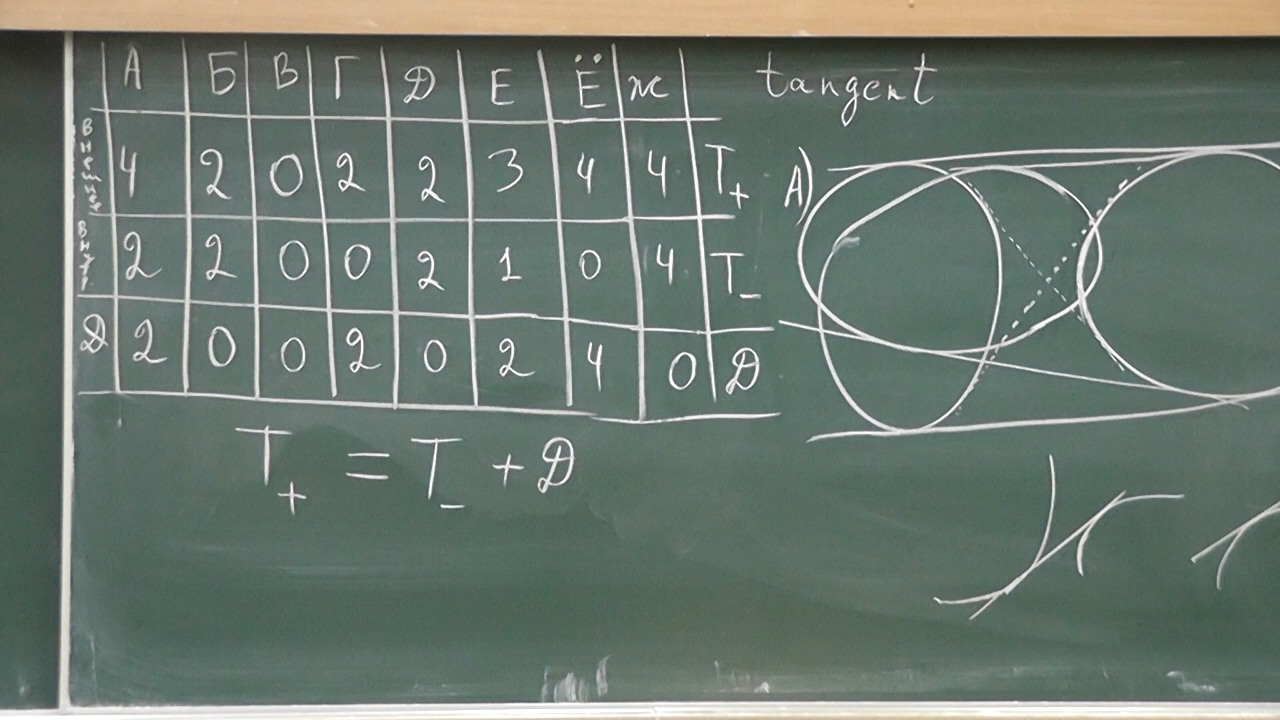 А Б В Г Д Е Ё Ж
внешн 4 2 0 2 2 3 4 4 T₊
внутр. 2 2 0 0 2 1 0 4 T₋
Д 2 0 0 2 0 2 4 0 Д
T₊ = T₋ + Д
tangent
А)